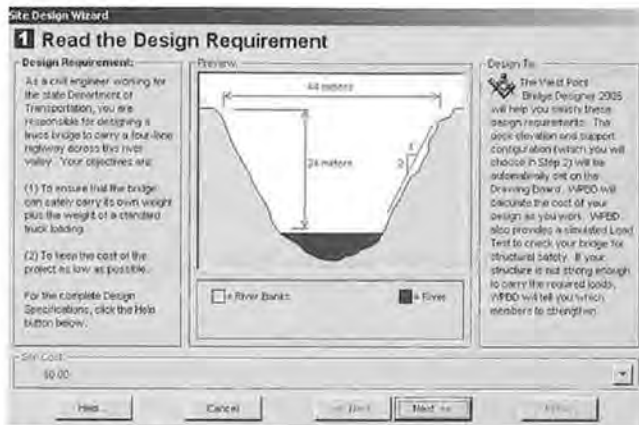 Site Design Wizard
1 Read the Design Requirement
Design Requirement:
As a civil engineer working for
the state Department of
Transportation, you are
responsible for designing a
truss bridge to carry a four-lane
highway across this river
valley. Your objectives are:
(1) To ensure that the bridge
can safely carry its own weight
plus the weight of a standard
truck loading.
(2) To keep the cost of the
project as low as possible.
For the complete Design
Specifications, click the Help
button below.
Preview:
44 meters
24 meters
1
2
= River Banks
= River
Design
The West Point
Bridge Designer 2005
will help you satisfy these
design requirements. The
deck elevation and support
configuration (which you will
choose in Step 2) will be
automatically set on the
Drawing Board. WPBD will
calculate the cost of your
design as you work. WPBD
also provides a simulated Load
Test to check your bridge for
structural safety. If your
structure is not strong enough
to carry the required loads,
WPBD will tell you which
members to strengthen.
Site Cost:
$0.00
Help
Cancel
Next >>